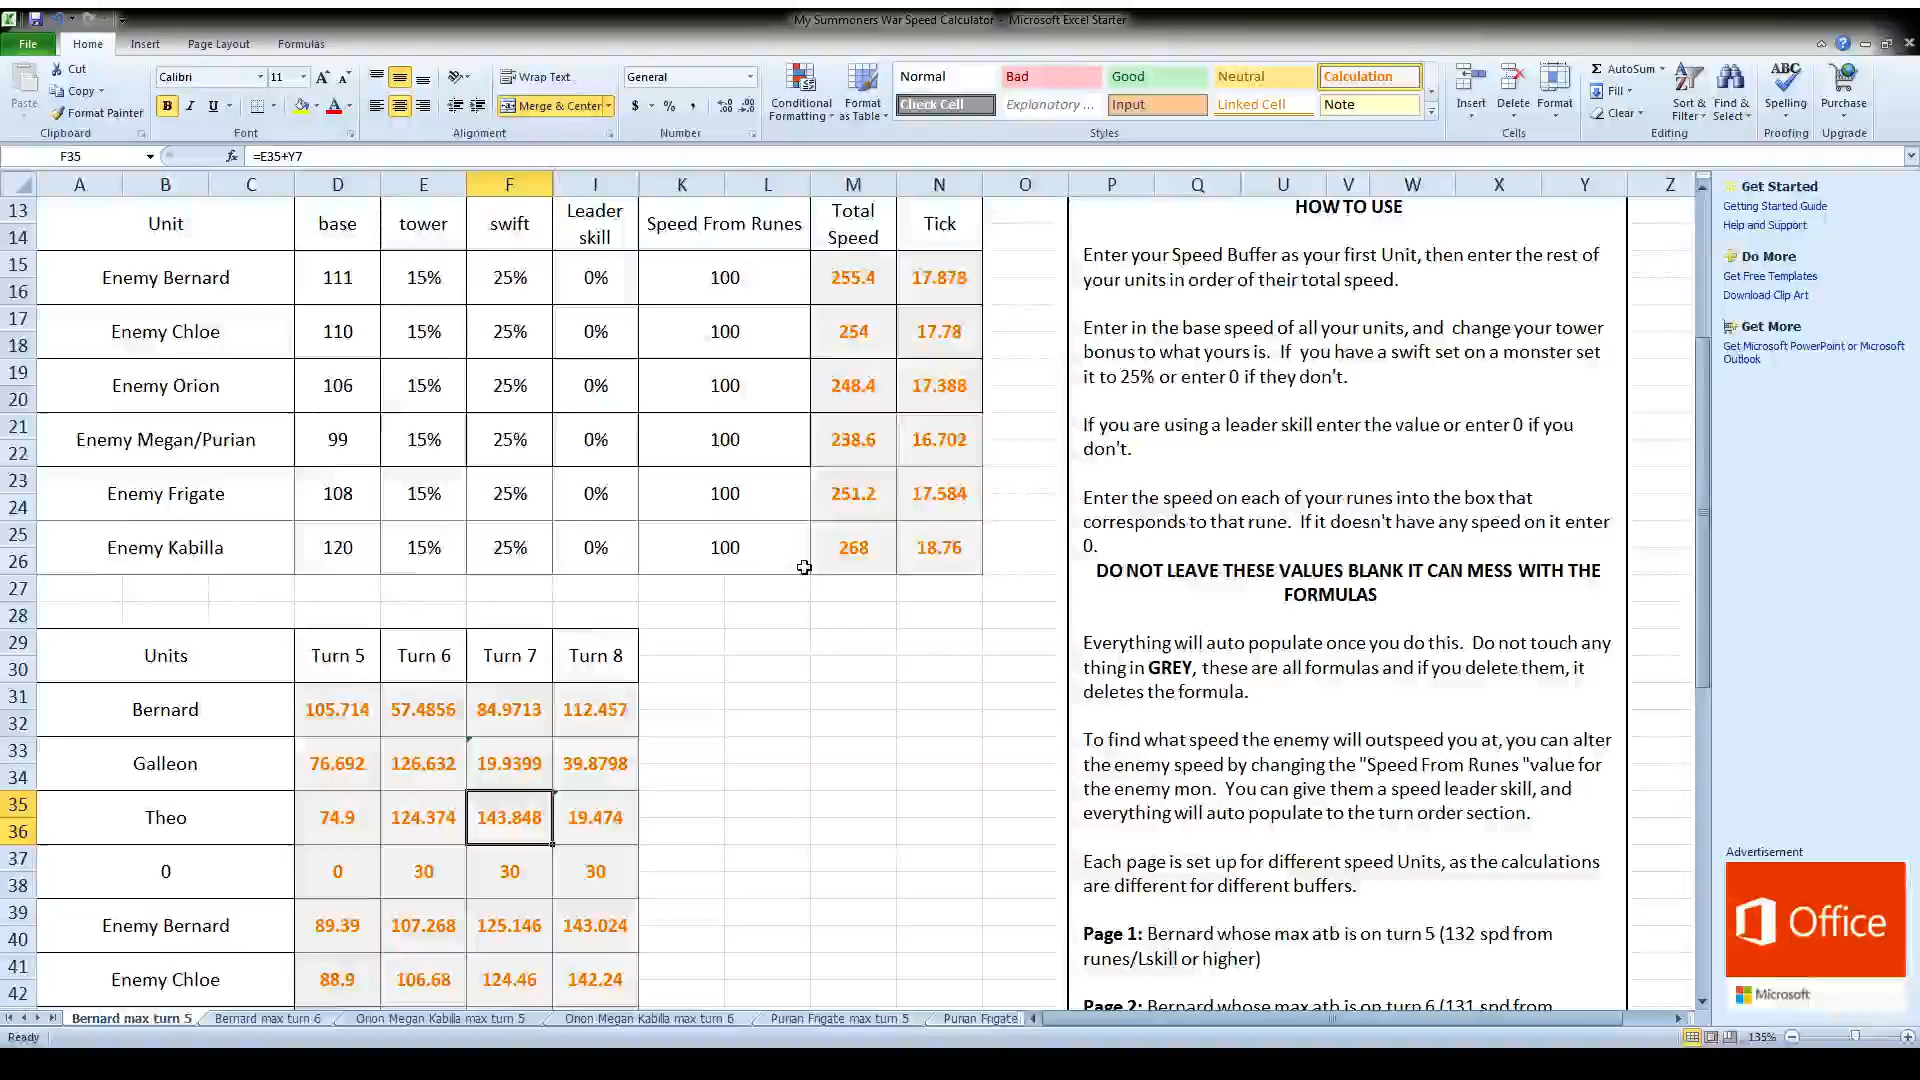 My Summoners War Speed Calculator - Microsoft Excel Starter
File Home Insert Page Layout Formulas
Paste Cut Copy Format Painter Clipboard
Calibri 11 B I U Font
Wrap Text Merge & Center Alignment
General $ % , Number
Conditional Formatting Format as Table
Normal Bad Good Neutral Calculation
Check Cell Explanatory ... Input Linked Cell Note
Styles
Insert Delete Format Cells
AutoSum Fill Clear Sort & Filter Find & Select Editing
Spelling Proofing
Purchase Upgrade
F35 fx =E35+Y7
A B C D E F I K L M N O P Q U V W X Y Z
13 14 Unit base tower swift Leader skill Speed From Runes Total Speed Tick
15 16 Enemy Bernard 111 15% 25% 0% 100 255.4 17.878
17 18 Enemy Chloe 110 15% 25% 0% 100 254 17.78
19 20 Enemy Orion 106 15% 25% 0% 100 248.4 17.388
21 22 Enemy Megan/Purian 99 15% 25% 0% 100 238.6 16.702
23 24 Enemy Frigate 108 15% 25% 0% 100 251.2 17.584
25 26 Enemy Kabilla 120 15% 25% 0% 100 268 18.76
27
28
29 30 Units Turn 5 Turn 6 Turn 7 Turn 8
31 32 Bernard 105.714 57.4856 84.9713 112.457
33 34 Galleon 76.692 126.632 19.9399 39.8798
35 36 Theo 74.9 124.374 143.848 19.474
37 38 0 0 30 30 30
39 40 Enemy Bernard 89.39 107.268 125.146 143.024
41 42 Enemy Chloe 88.9 106.68 124.46 142.24
HOW TO USE
Enter your Speed Buffer as your first Unit, then enter the rest of
your units in order of their total speed.
Enter in the base speed of all your units, and change your tower
bonus to what yours is. If you have a swift set on a monster set
it to 25% or enter 0 if they don't.
If you are using a leader skill enter the value or enter 0 if you
don't.
Enter the speed on each of your runes into the box that
corresponds to that rune. If it doesn't have any speed on it enter
0.
DO NOT LEAVE THESE VALUES BLANK IT CAN MESS WITH THE
FORMULAS
Everything will auto populate once you do this. Do not touch any
thing in GREY, these are all formulas and if you delete them, it
deletes the formula.
To find what speed the enemy will outspeed you at, you can alter
the enemy speed by changing the "Speed From Runes "value for
the enemy mon. You can give them a speed leader skill, and
everything will auto populate to the turn order section.
Each page is set up for different speed Units, as the calculations
are different for different buffers.
Page 1: Bernard whose max atb is on turn 5 (132 spd from
runes/Lskill or higher)
Page 2: Bernard whose max atb is on turn 6 (131 spd from
Get Started
Getting Started Guide
Help and Support
Do More
Get Free Templates
Download Clip Art
Get More
Get Microsoft PowerPoint or Microsoft
Outlook
Advertisement
Office
Microsoft
Bernard max turn 5 Bernard max turn 6 Orion Megan Kabilla max turn 5 Orion Megan Kabilla max turn 6 Purian Frigate max turn 5 Purian Frigate
Ready 135%